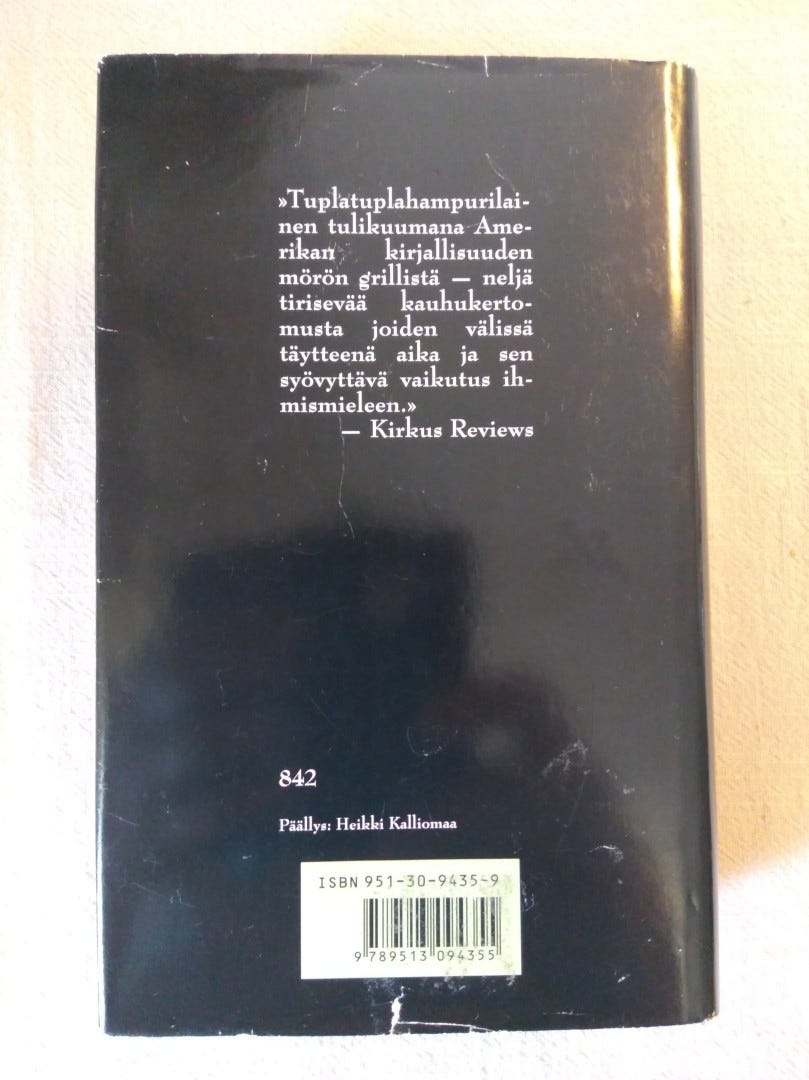 »Tuplatuplahampurilai-
nen tulikuumana Ame-
rikan kirjallisuuden
mörön grillistä — neljä
tirisevää kauhukerto-
musta joiden välissä
täytteenä aika ja sen
syövyttävä vaikutus ih-
mismieleen.»
— Kirkus Reviews
842
Päällys: Heikki Kalliomaa
ISBN 951-30-9435-9
9 789513 094355